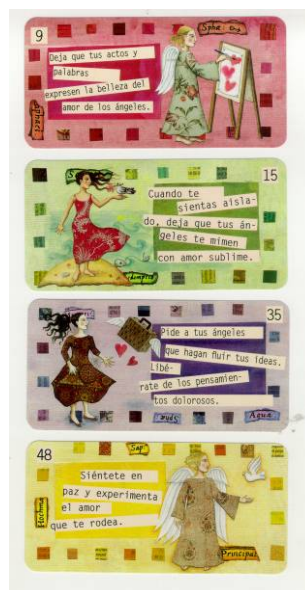 9
Deja que tus actos y
palabras
expresen la belleza del
amor de los ángeles.
15
Cuando te
sientas aisla-
do, deja que tus án-
geles te mimen
con amor sublime.
35
Pide a tus ángeles
que hagan fluir tus ideas.
Libé-
rate de los pensamien-
tos dolorosos.
Agua
48
Siéntete en
paz y experimenta
el amor
que te rodea.
Hochma
Principal